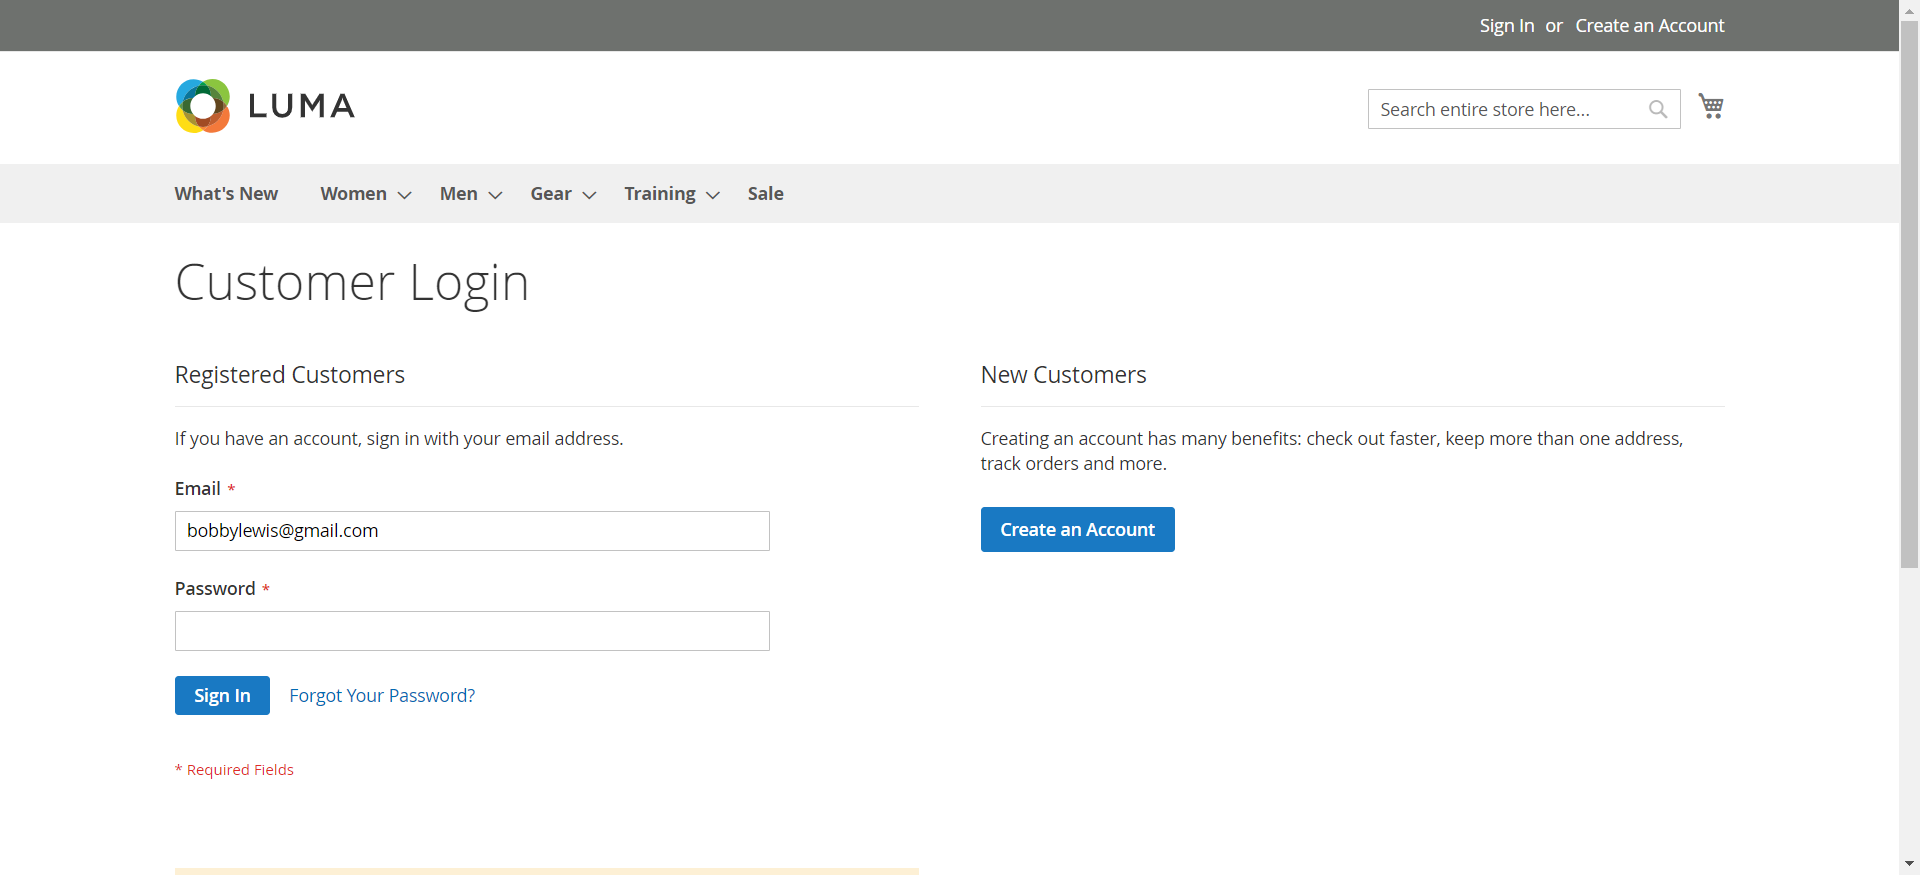 Sign In or Create an Account
LUMA
Search entire store here...
What's New Women Men Gear Training Sale
Customer Login
Registered Customers
If you have an account, sign in with your email address.
Email *
bobbylewis@gmail.com
Password *
Sign In Forgot Your Password?
* Required Fields
New Customers
Creating an account has many benefits: check out faster, keep more than one address,
track orders and more.
Create an Account